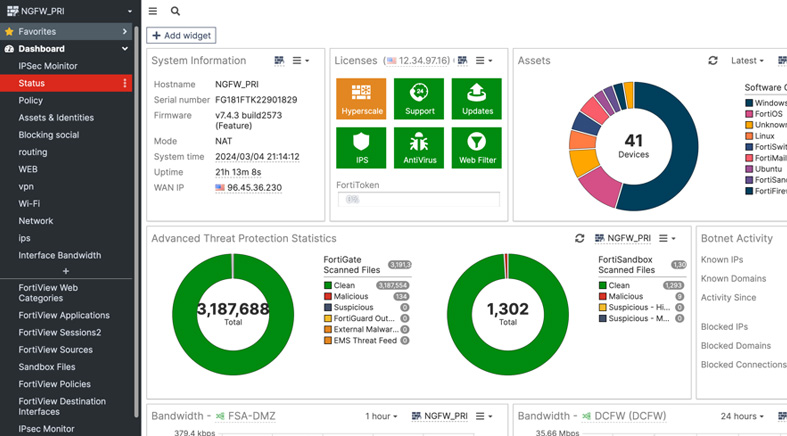 NGFW_PRI
Favorites
Dashboard
IPSec Moinitor
Status
Policy
Assets & Identities
Blocking social
routing
WEB
vpn
Wi-Fi
Network
ips
Interface Bandwidth
+
FortiView Web
Categories
FortiView Applications
FortiView Sessions2
FortiView Sources
Sandbox Files
FortiView Policies
FortiView Destination
Interfaces
IPSec Monitor
+ Add widget
System Information
Hostname NGFW_PRI
Serial number FG181FTK22901829
Firmware v7.4.3 build2573
(Feature)
Mode NAT
System time 2024/03/04 21:14:12
Uptime 21h 13m 8s
WAN IP 96.45.36.230
Licenses ( 12.34.97.16)
Hyperscale
24
Support
Updates
IPS
AntiVirus
Web Filter
FortiToken
Assets
Latest
41
Devices
Software O
Windows
FortiOS
Unknown
Linux
FortiSwit
FortiMail
Ubuntu
FortiSan
FortiFire
Advanced Threat Protection Statistics
NGFW_PRI
3,187,688
Total
FortiGate
Scanned Files 3,191,3
Clean 3,187,554
Malicious 134
Suspicious 0
FortiGuard Out... 0
External Malwar... 0
EMS Threat Feed 0
1,302
Total
FortiSandbox
Scanned Files 1,30
Clean 1,293
Malicious 9
Suspicious - Hi... 0
Suspicious - M... 0
Botnet Activity
Known IPs
Known Domains
Activity Since
Blocked IPs
Blocked Domains
Blocked Connections
Bandwidth - FSA-DMZ
1 hour
NGFW_PRI
379.4 kbps
Bandwidth - DCFW (DCFW)
24 hours
35.66 Mbps